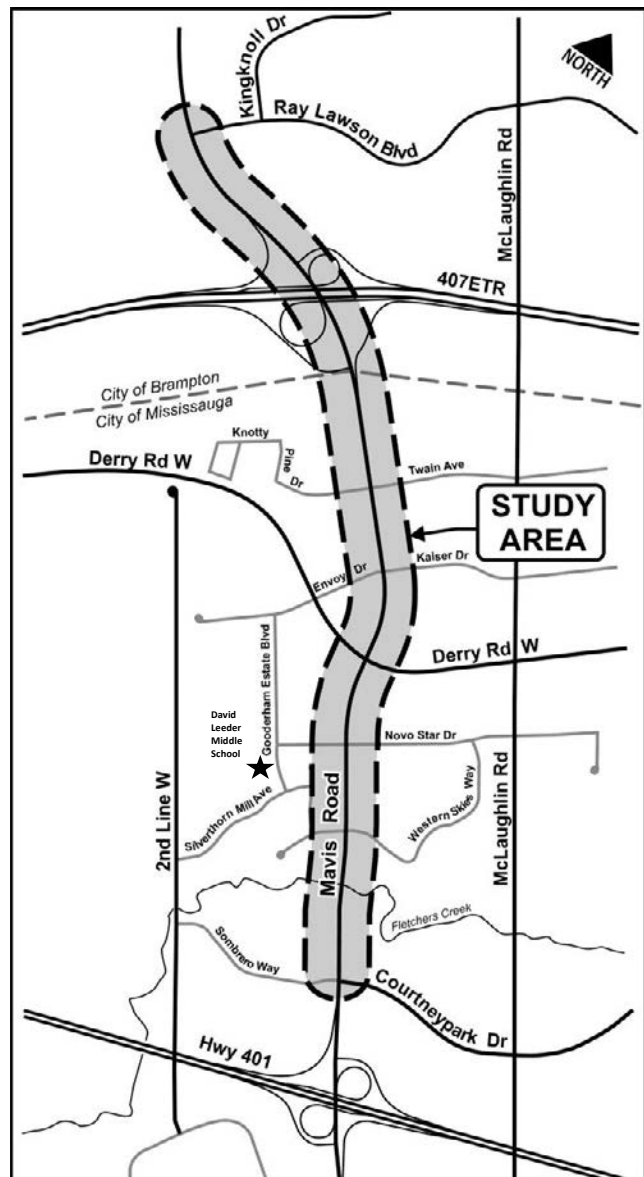 Kingknoll Dr
NORTH
Ray Lawson Blvd
McLaughlin Rd
407ETR
City of Brampton
City of Mississauga
Knotty
Pine
Dr
Derry Rd W
Twain Ave
STUDY
AREA
Envoy Dr
Kaiser Dr
Gooderham Estate Blvd
Derry Rd W
David
Leeder
Middle
School
Novo Star Dr
2nd Line W
Silverthorn Mill Ave
Mavis Road
Western Skies Way
McLaughlin Rd
Fletchers Creek
Sombrero Way
Courtneypark Dr
Hwy 401